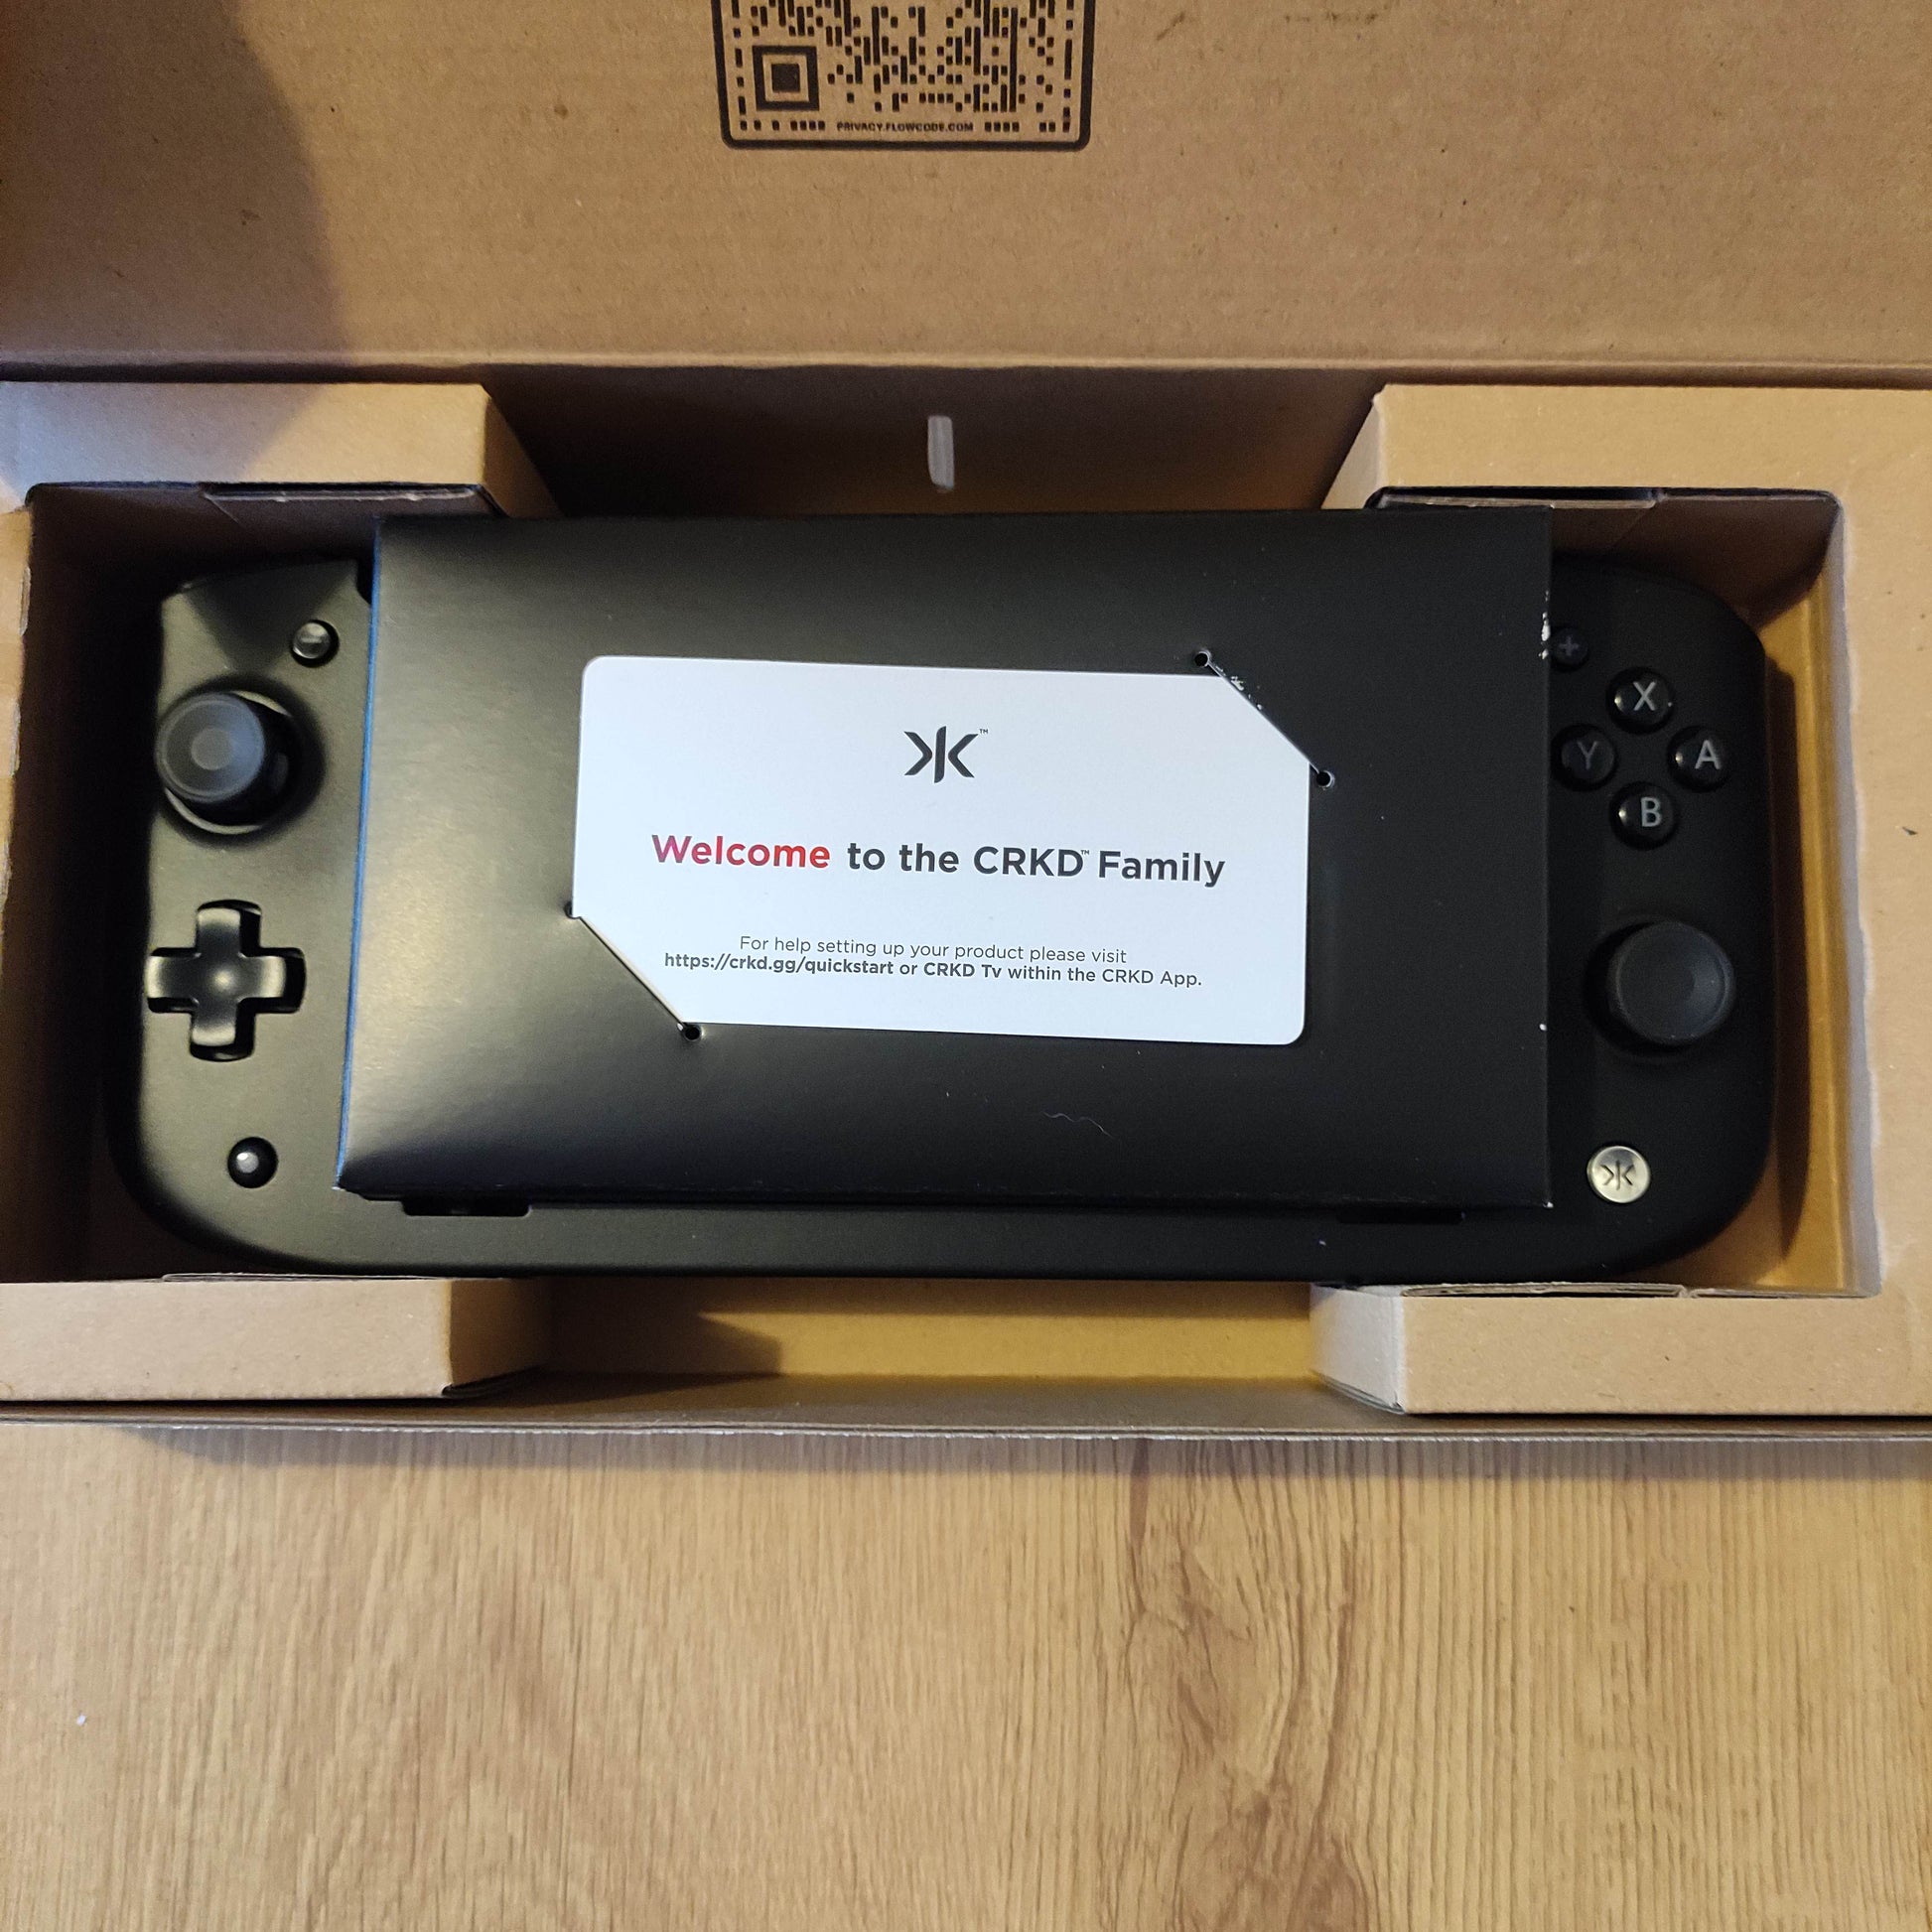 PRIVACY.FLOWCODE.COM
Welcome to the CRKD™ Family
For help setting up your product please visit
https://crkd.gg/quickstart or CRKD Tv within the CRKD App.
−
+
X
Y
A
B